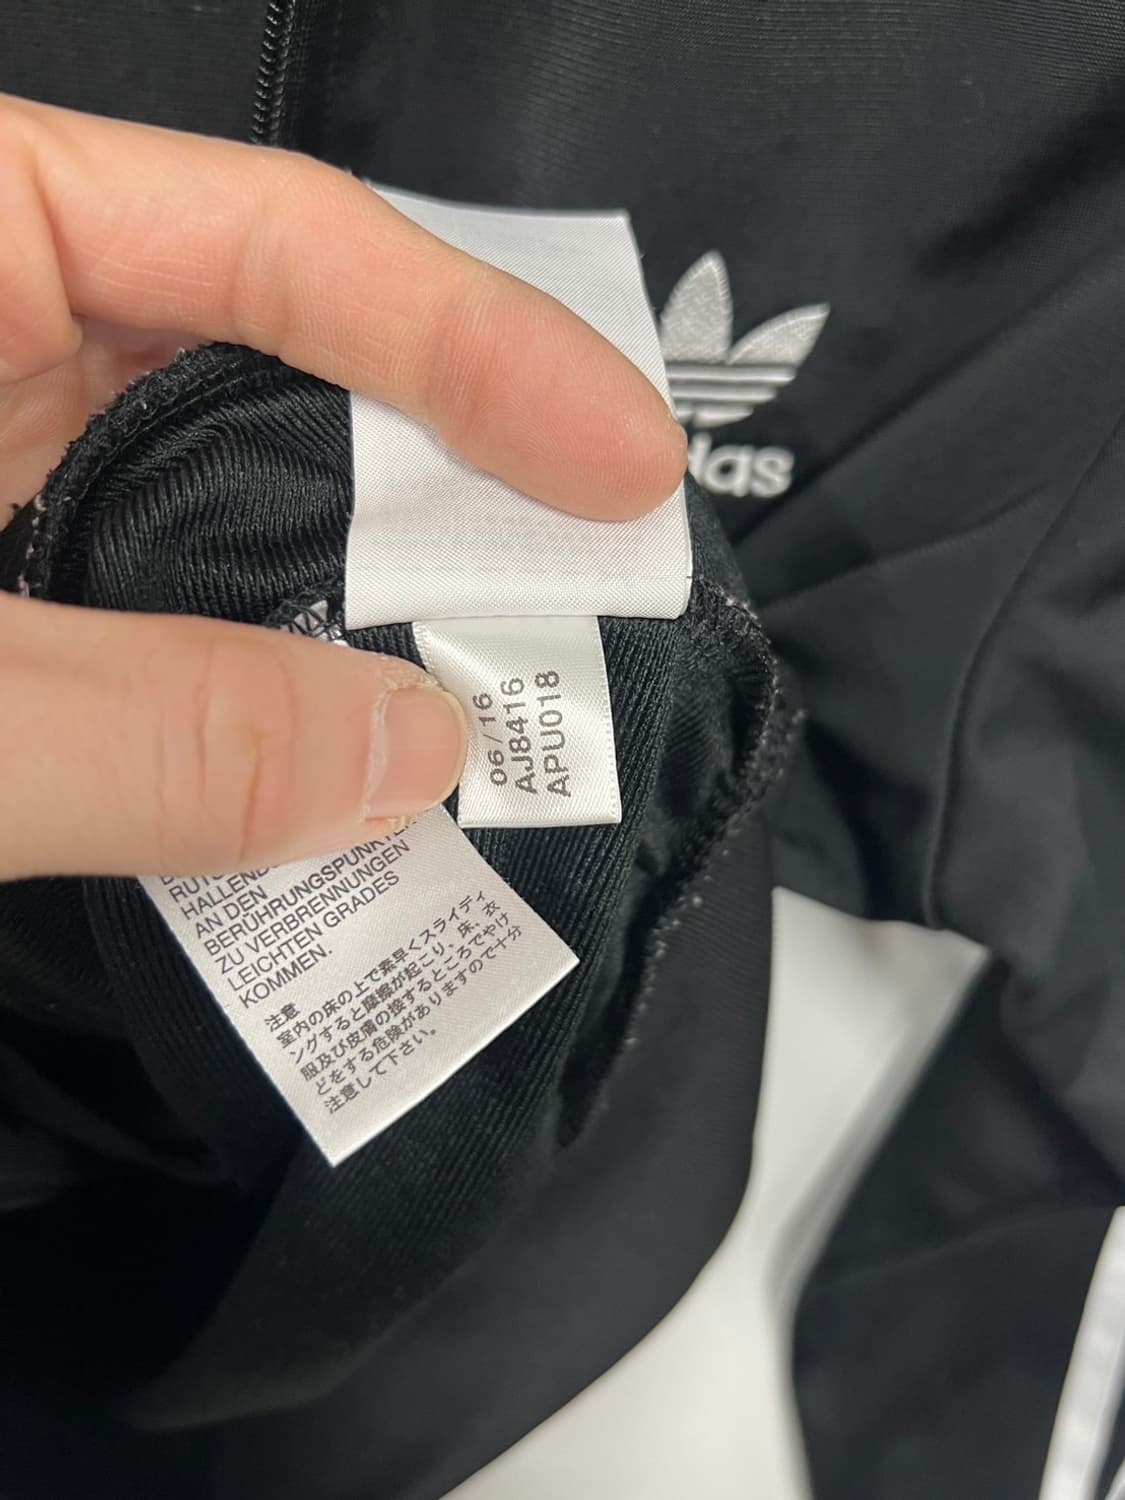 das
06/16
AJ8416
APU018
HALLEND
AN DEN
BERÜHRUNGSPUNKTEN
ZU VERBRENNUNGEN
LEICHTEN GRADES
KOMMEN.
注意
室内の床の上で素早くスライディ
ングすると摩擦が起こり、床、衣
服及び皮膚の接するところでやけ
どをする危険がありますので十分
注意して下さい。